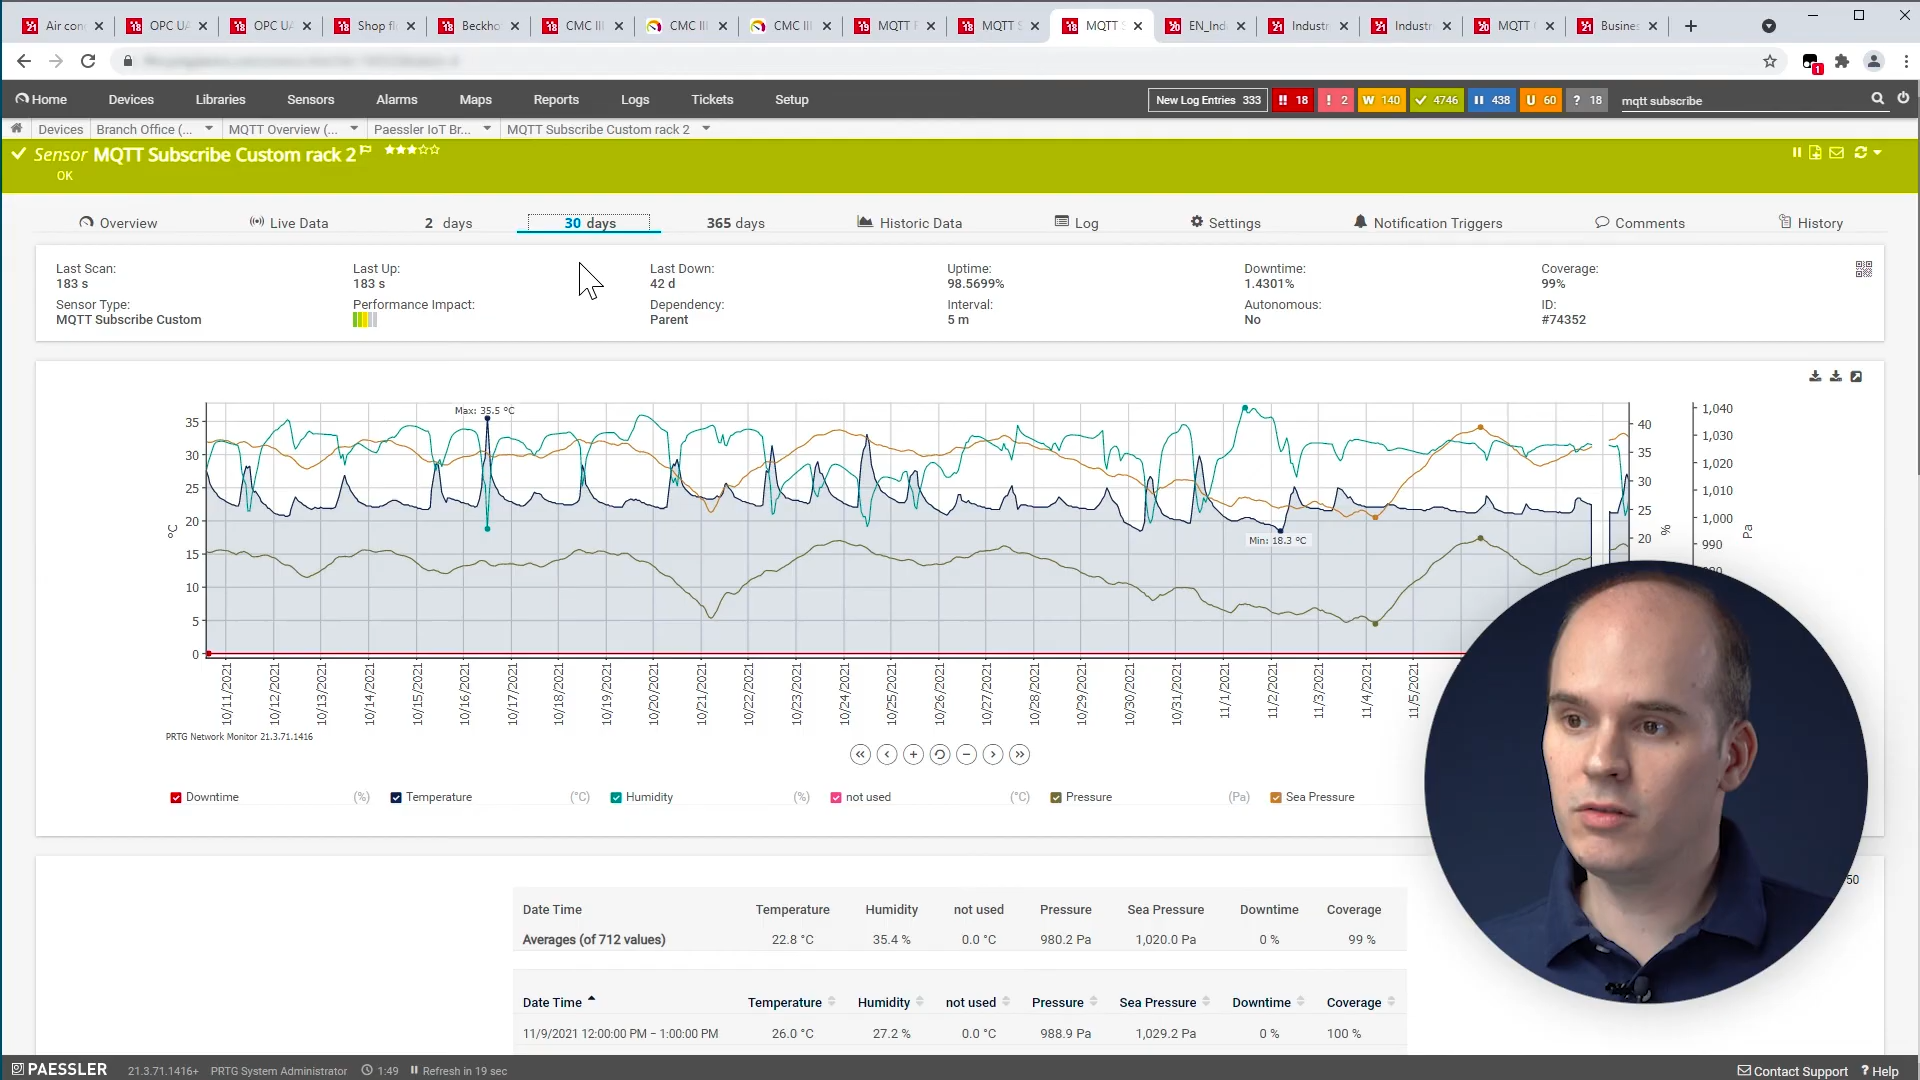 Air con
OPC UA
OPC UA
Shop fl
Beckho
CMC III
CMC III
CMC III
MQTT F
MQTT S
MQTT S
EN_Ind
Industr
Industr
MQTT
Busines
1
Home Devices Libraries Sensors Alarms Maps Reports Logs Tickets Setup
New Log Entries 333
!! 18
! 2
W 140
4746
438
U 60
? 18
mqtt subscribe
Devices
Branch Office (...
MQTT Overview (...
Paessler IoT Br...
MQTT Subscribe Custom rack 2
Sensor MQTT Subscribe Custom rack 2
OK
Overview
Live Data
2 days
30 days
365 days
Historic Data
Log
Settings
Notification Triggers
Comments
History
Last Scan: Last Up: Last Down: Uptime: Downtime: Coverage:
183 s 183 s 42 d 98.5699% 1.4301% 99%
Sensor Type: Performance Impact: Dependency: Interval: Autonomous: ID:
MQTT Subscribe Custom Parent 5 m No #74352
Max: 35.5 °C
Min: 18.3 °C
35
30
25
20
15
10
5
0
°C
40
35
30
25
20
%
1,040
1,030
1,020
1,010
1,000
990
Pa
10/11/2021 10/12/2021 10/13/2021 10/14/2021 10/15/2021 10/16/2021 10/17/2021 10/18/2021 10/19/2021 10/20/2021 10/21/2021 10/22/2021 10/23/2021 10/24/2021 10/25/2021 10/26/2021 10/27/2021 10/28/2021 10/29/2021 10/30/2021 10/31/2021 11/1/2021 11/2/2021 11/3/2021 11/4/2021 11/5/2021
PRTG Network Monitor 21.3.71.1416
Downtime (%) Temperature (°C) Humidity (%) not used (°C) Pressure (Pa) Sea Pressure
50
Date Time Temperature Humidity not used Pressure Sea Pressure Downtime Coverage
Averages (of 712 values) 22.8 °C 35.4 % 0.0 °C 980.2 Pa 1,020.0 Pa 0 % 99 %
Date Time Temperature Humidity not used Pressure Sea Pressure Downtime Coverage
11/9/2021 12:00:00 PM - 1:00:00 PM 26.0 °C 27.2 % 0.0 °C 988.9 Pa 1,029.2 Pa 0 % 100 %
PAESSLER 21.3.71.1416+ PRTG System Administrator 1:49 Refresh in 19 sec
Contact Support ? Help